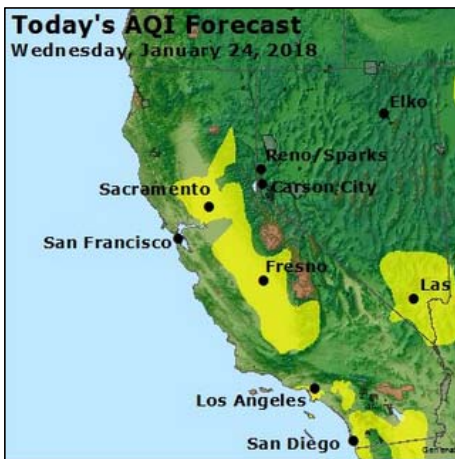 Today's AQI Forecast
Wednesday, January 24, 2018
Elko
Reno/Sparks
Carson City
Sacramento
San Francisco
Fresno
Las
Los Angeles
San Diego